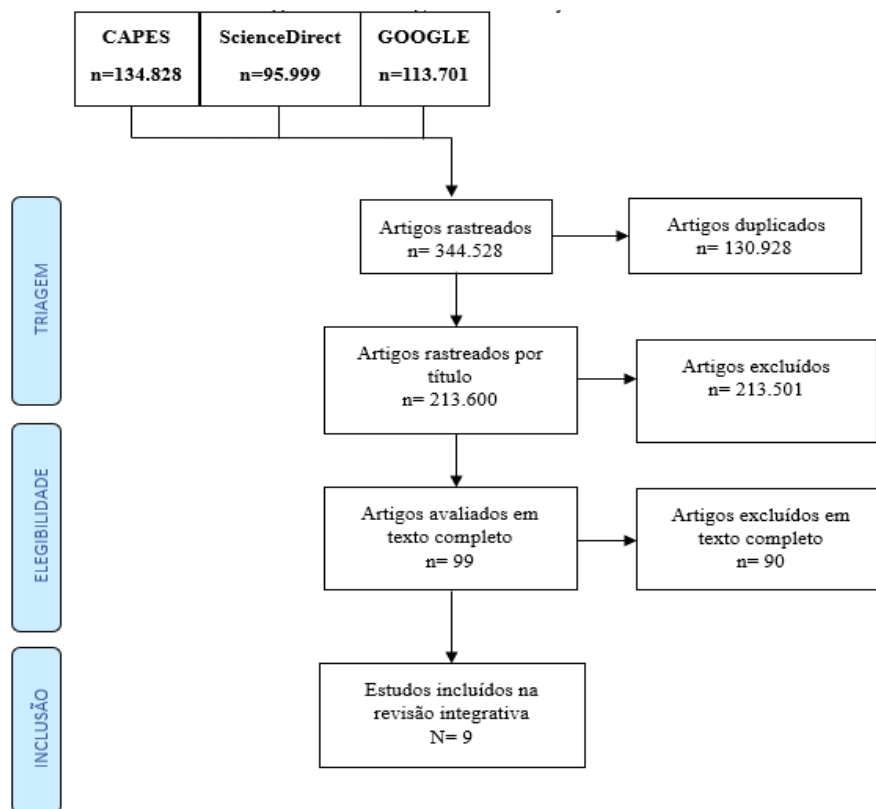 CAPES
n=134.828
ScienceDirect
n=95.999
GOOGLE
n=113.701
TRIAGEM
Artigos rastreados
n= 344.528
Artigos duplicados
n= 130.928
Artigos rastreados por
título
n= 213.600
Artigos excluídos
n= 213.501
ELEGIBILIDADE
Artigos avaliados em
texto completo
n= 99
Artigos excluídos em
texto completo
n= 90
INCLUSÃO
Estudos incluídos na
revisão integrativa
N= 9